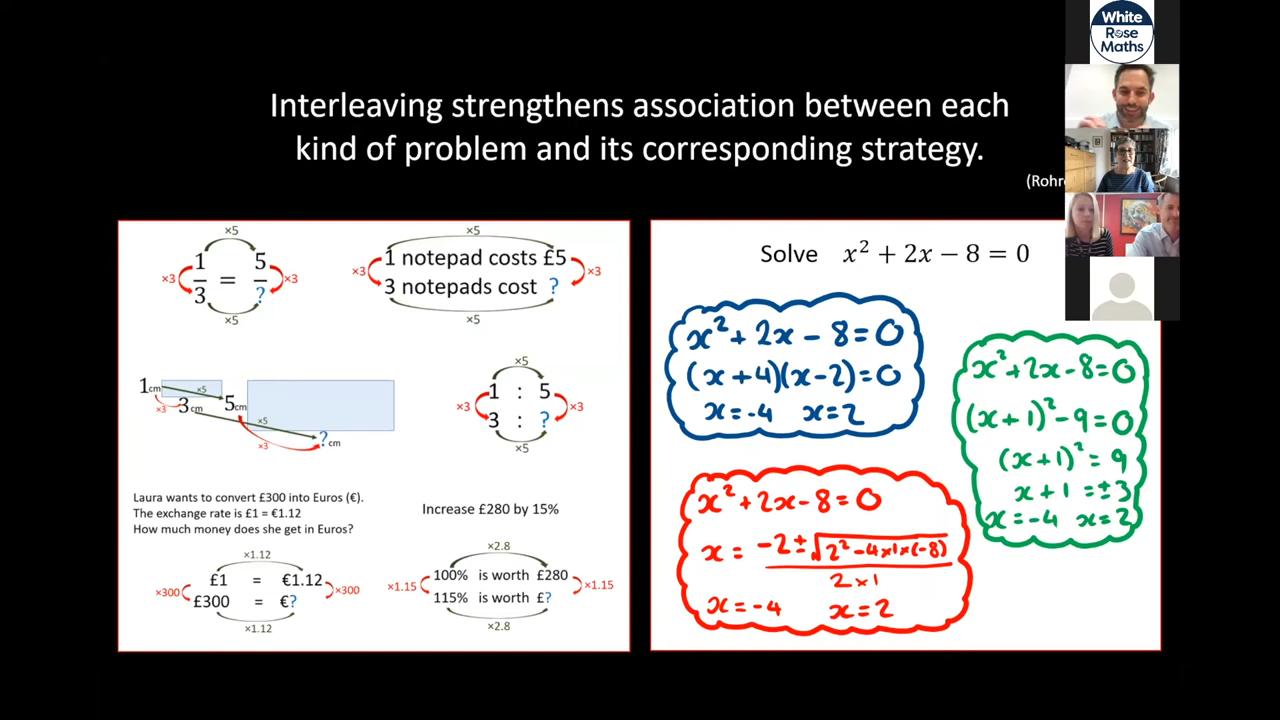 White
Rose
Maths
Interleaving strengthens association between each
kind of problem and its corresponding strategy.
(Rohr
×5
1/3 = 5/?
×3 ×3
×5
×5
1 notepad costs £5
3 notepads cost ?
×3 ×3
×5
1cm ×5
×3 3cm 5cm ×5
×3 ?cm
×5
1 : 5
×3 ×3
3 : ?
×5
Laura wants to convert £300 into Euros (€).
The exchange rate is £1 = €1.12
How much money does she get in Euros?
×1.12
£1 = €1.12
×300 ×300
£300 = €?
×1.12
Increase £280 by 15%
×2.8
100% is worth £280
×1.15 ×1.15
115% is worth £?
×2.8
Solve x² + 2x − 8 = 0
x² + 2x − 8 = 0
(x + 4)(x − 2) = 0
x = −4 x = 2
x² + 2x − 8 = 0
x = −2 ± √(2² − 4 × 1 × (−8)) / 2 × 1
x = −4 x = 2
x² + 2x − 8 = 0
(x + 1)² − 9 = 0
(x + 1)² = 9
x + 1 = ±3
x = −4 x = 2